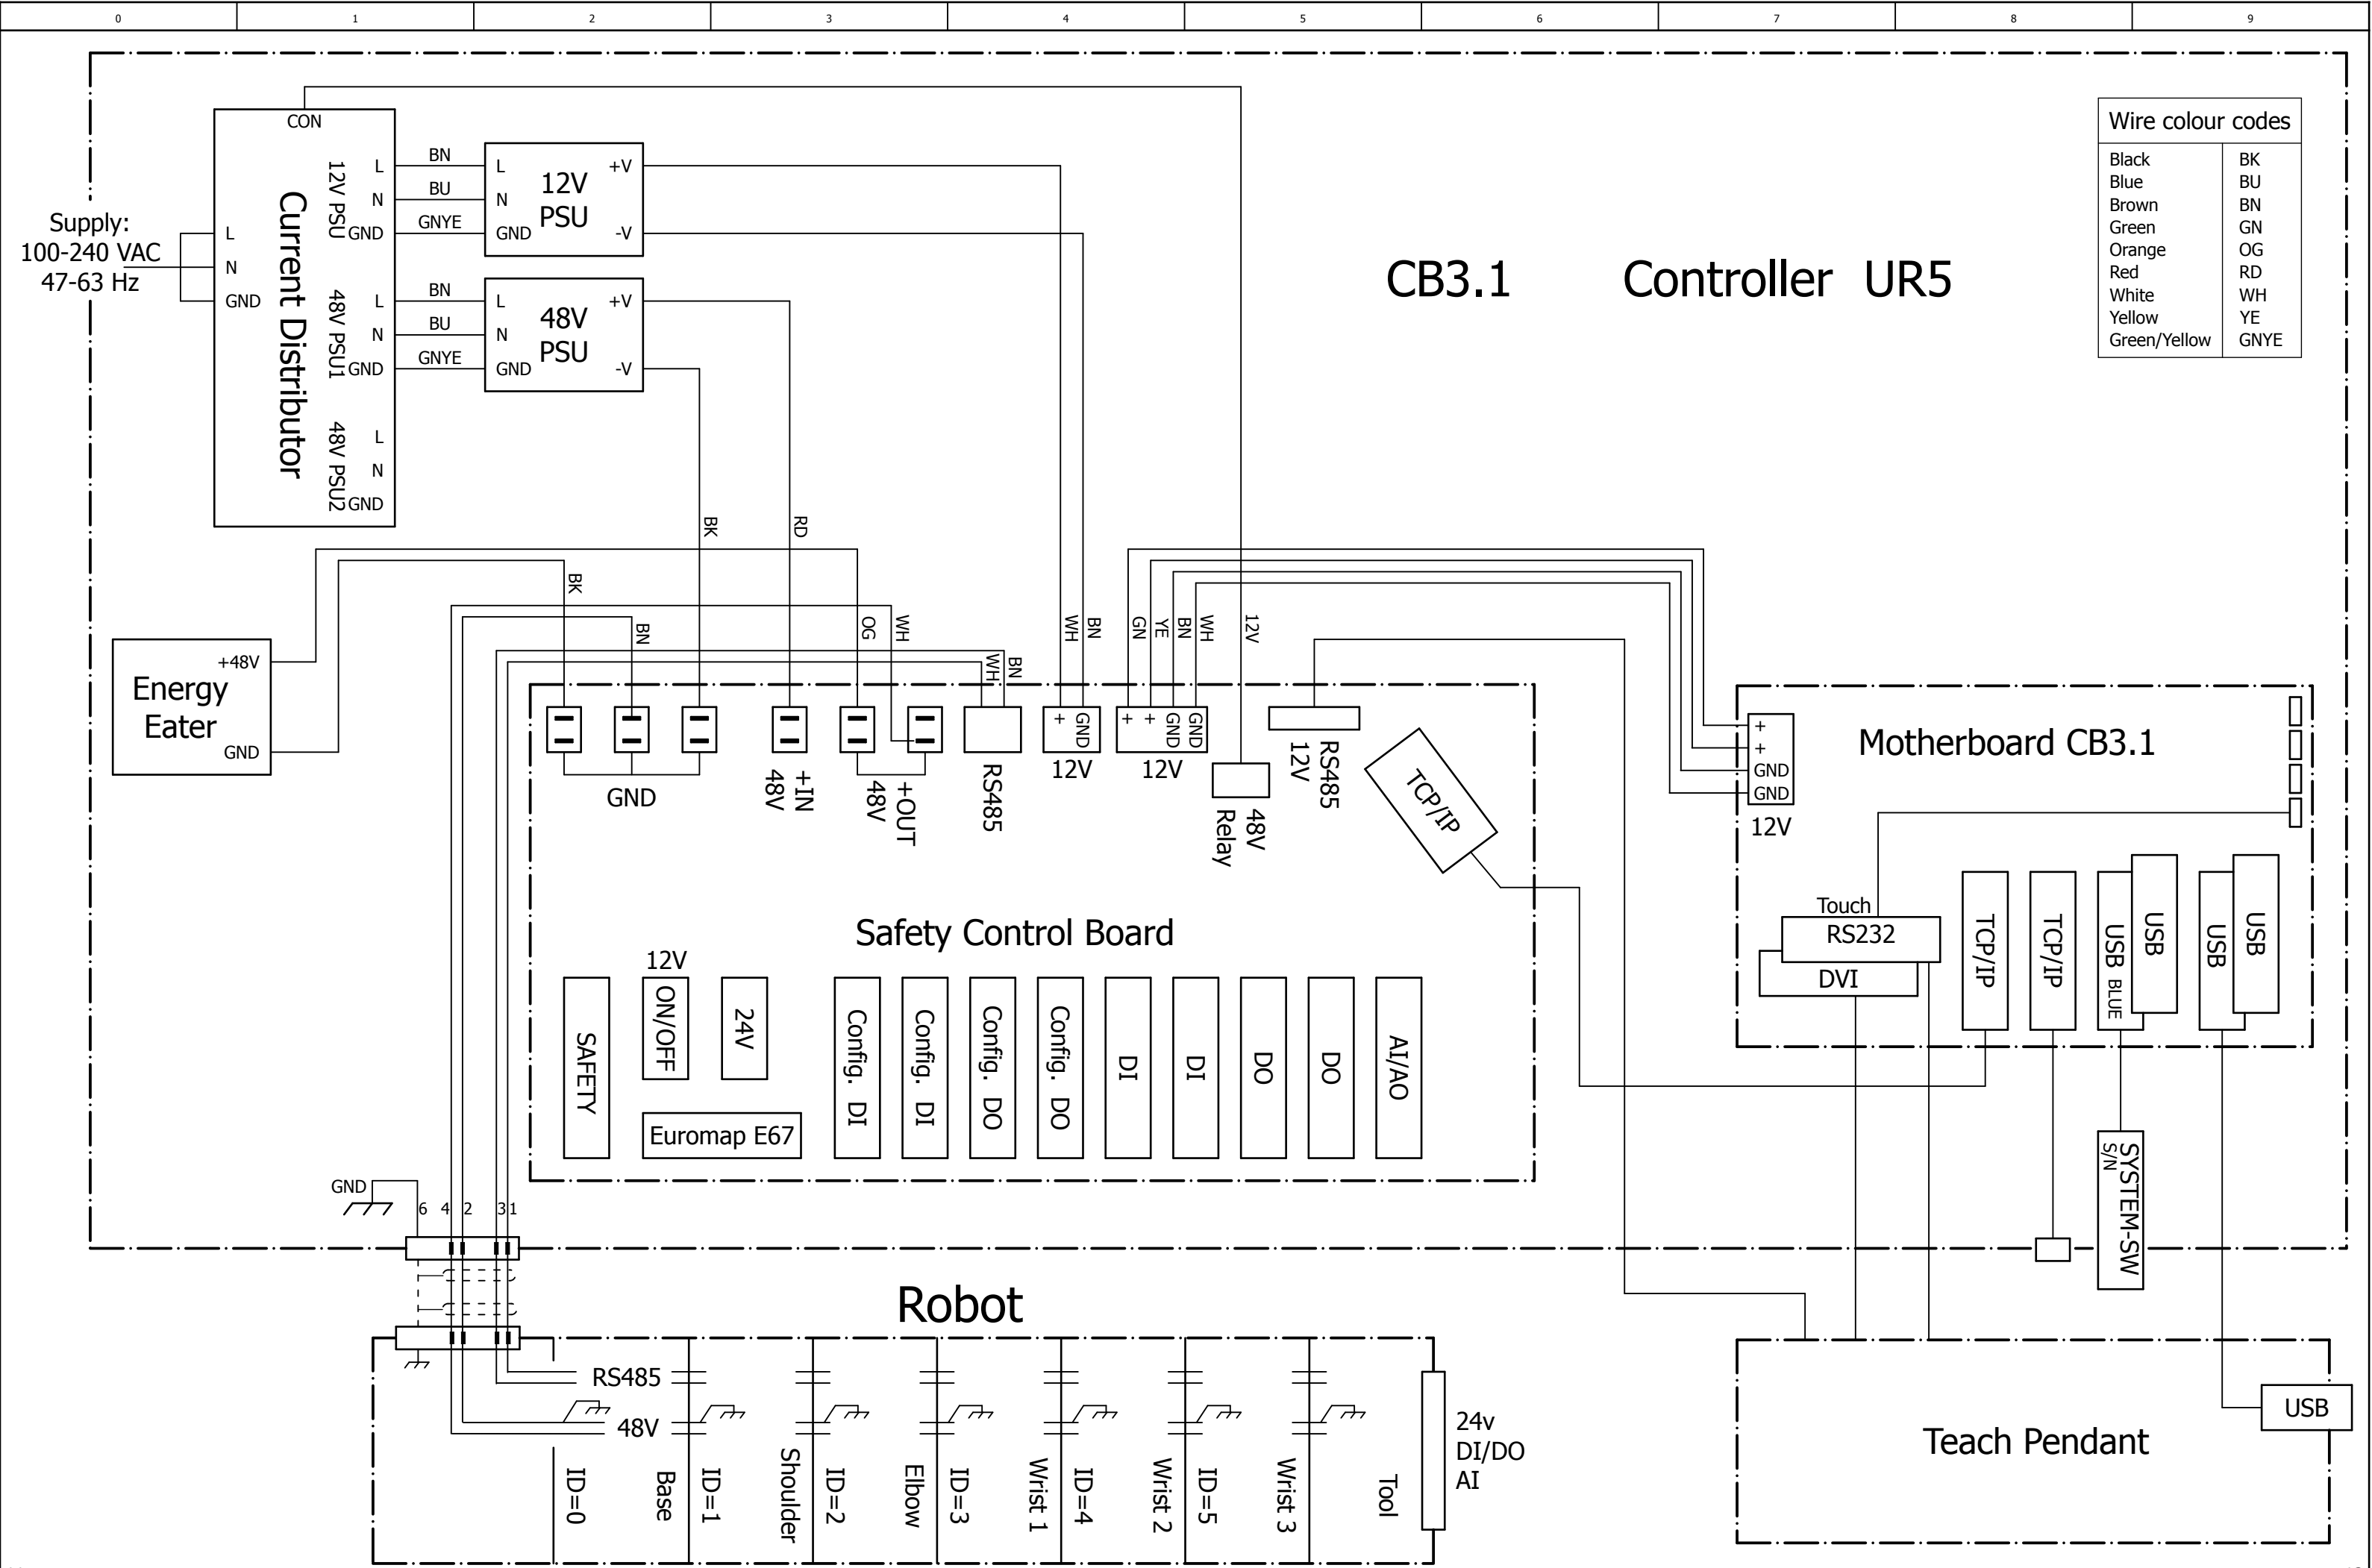 0 1 2 3 4 5 6 7 8 9
CB3.1 Controller UR5
Wire colour codes
Black BK
Blue BU
Brown BN
Green GN
Orange OG
Red RD
White WH
Yellow YE
Green/Yellow GNYE
Supply:
100-240 VAC
47-63 Hz
CON
L
N
GND
Current Distributor
12V PSU
L
N
GND
48V PSU1
L
N
GND
48V PSU2
L
N
GND
BN
BU
GNYE
BN
BU
GNYE
L
N
GND
12V
PSU
+V
-V
L
N
GND
48V
PSU
+V
-V
BK
RD
BK
BN
OG
WH
WH
BN
WH
BN
GN
YE
BN
WH
12V
Energy
Eater
+48V
GND
GND
+IN
48V
+OUT
48V
RS485
+ GND
12V
+ + GND GND
12V
48V
Relay
RS485
12V
TCP/IP
Safety Control Board
SAFETY
12V
ON/OFF
24V
Euromap E67
Config. DI
Config. DI
Config. DO
Config. DO
DI
DI
DO
DO
AI/AO
Motherboard CB3.1
+
+
GND
GND
12V
Touch
RS232
DVI
TCP/IP
TCP/IP
USB BLUE
USB
USB
USB
SYSTEM-SW
S/N
GND
6 4 2 3 1
Robot
RS485
48V
ID=0
Base
ID=1
Shoulder
ID=2
Elbow
ID=3
Wrist 1
ID=4
Wrist 2
ID=5
Wrist 3
Tool
24v
DI/DO
AI
Teach Pendant
USB